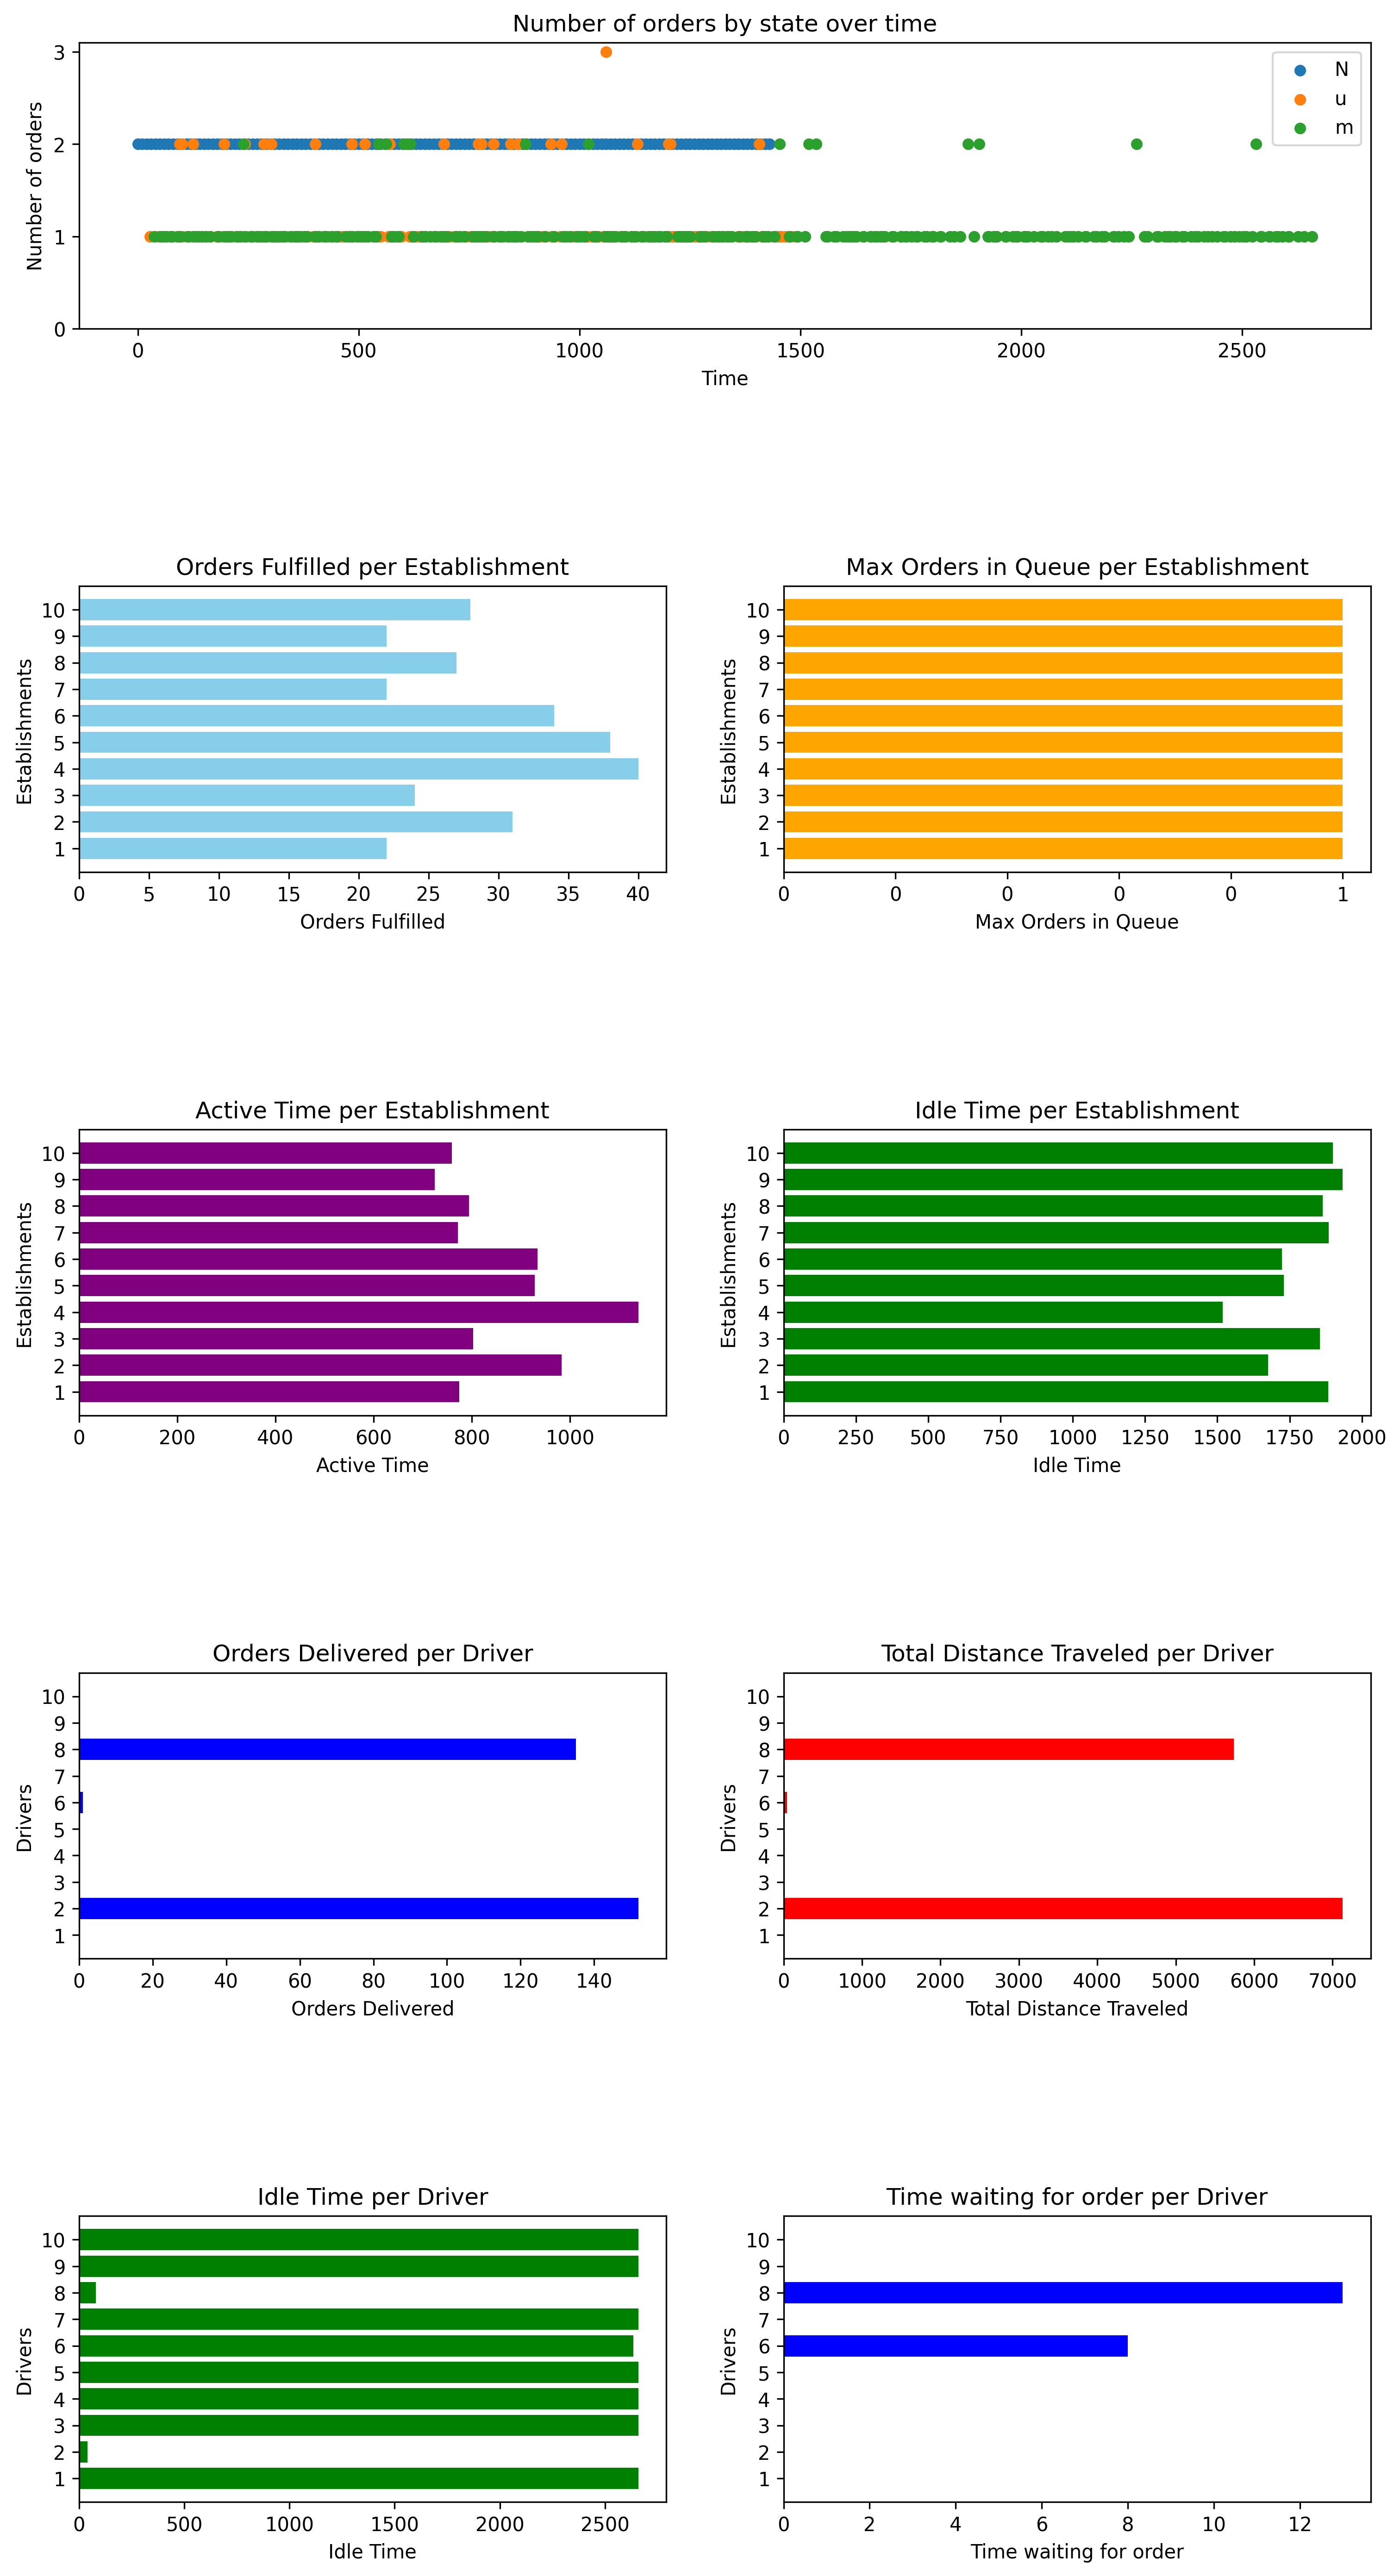 Number of orders by state over time
Number of orders
3
2
1
0
N
u
m
0 500 1000 1500 2000 2500
Time
Orders Fulfilled per Establishment
Establishments
10
9
8
7
6
5
4
3
2
1
0 5 10 15 20 25 30 35 40
Orders Fulfilled
Max Orders in Queue per Establishment
Establishments
10
9
8
7
6
5
4
3
2
1
0 0 0 0 0 1
Max Orders in Queue
Active Time per Establishment
Establishments
10
9
8
7
6
5
4
3
2
1
0 200 400 600 800 1000
Active Time
Idle Time per Establishment
Establishments
10
9
8
7
6
5
4
3
2
1
0 250 500 750 1000 1250 1500 1750 2000
Idle Time
Orders Delivered per Driver
Drivers
10
9
8
7
6
5
4
3
2
1
0 20 40 60 80 100 120 140
Orders Delivered
Total Distance Traveled per Driver
Drivers
10
9
8
7
6
5
4
3
2
1
0 1000 2000 3000 4000 5000 6000 7000
Total Distance Traveled
Idle Time per Driver
Drivers
10
9
8
7
6
5
4
3
2
1
0 500 1000 1500 2000 2500
Idle Time
Time waiting for order per Driver
Drivers
10
9
8
7
6
5
4
3
2
1
0 2 4 6 8 10 12
Time waiting for order